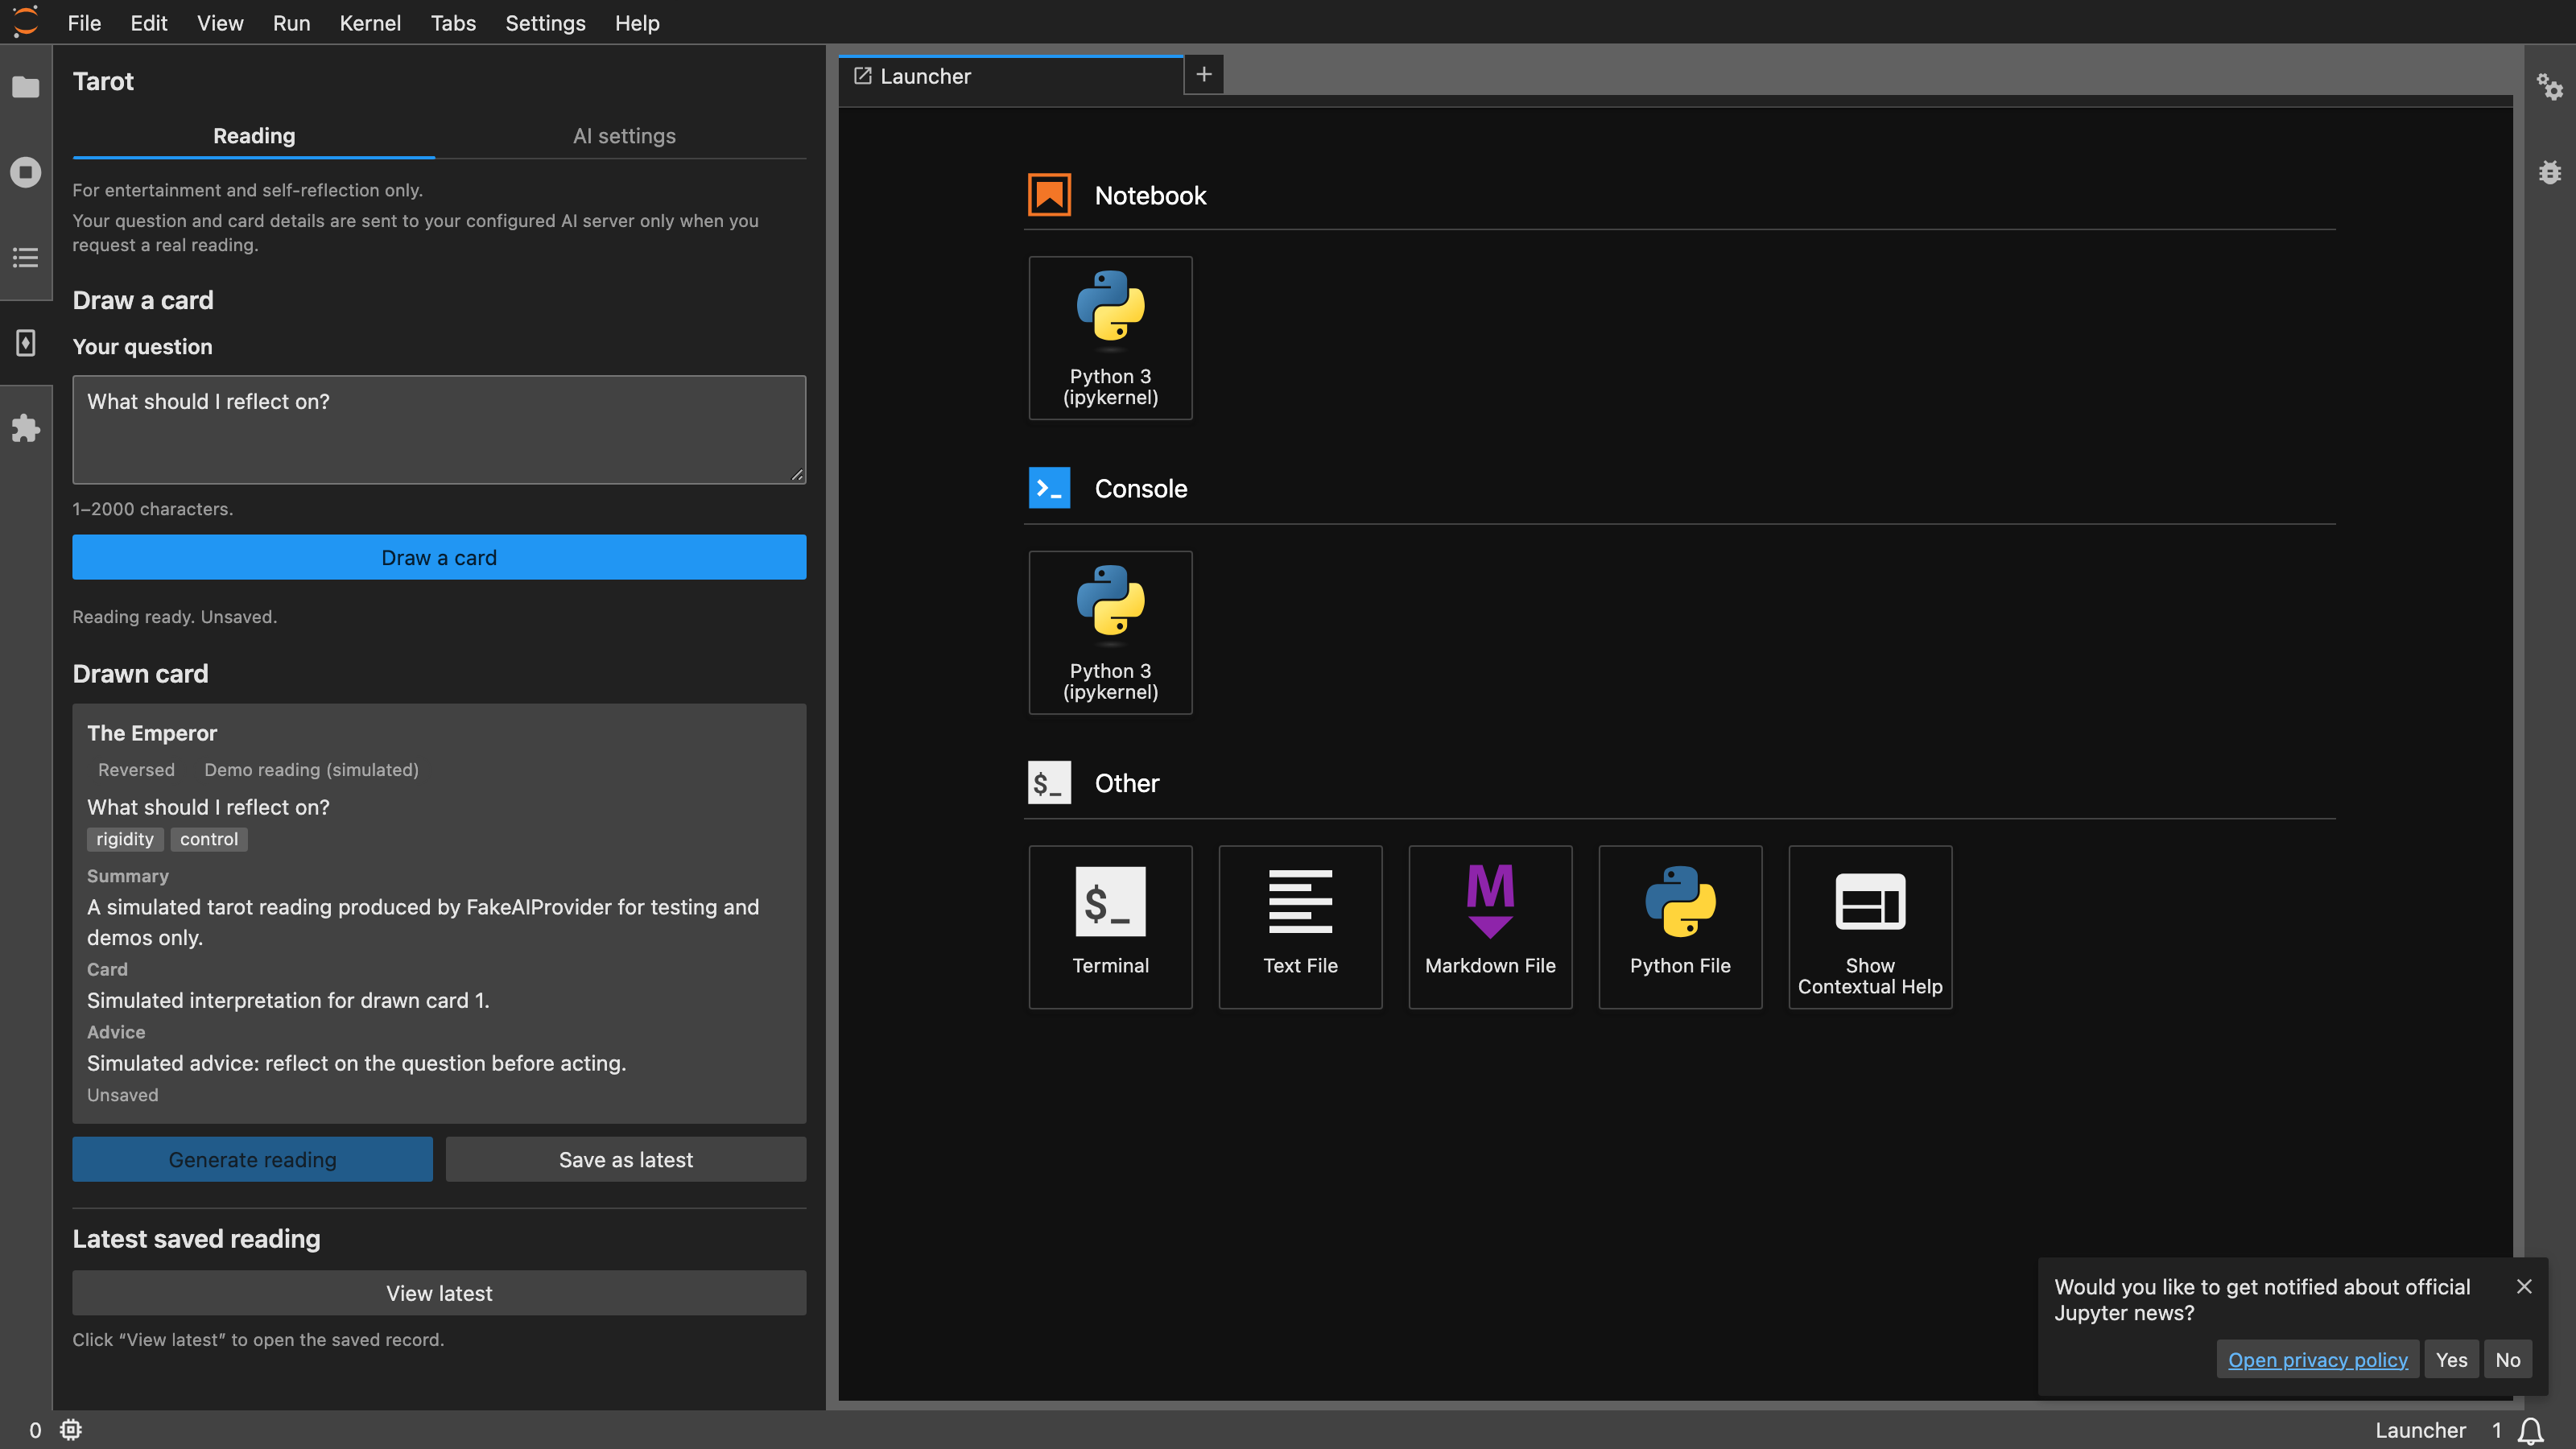 File Edit View Run Kernel Tabs Settings Help
Tarot
Reading AI settings
For entertainment and self-reflection only.
Your question and card details are sent to your configured AI server only when you
request a real reading.
Draw a card
Your question
What should I reflect on?
1–2000 characters.
Draw a card
Reading ready. Unsaved.
Drawn card
The Emperor
Reversed Demo reading (simulated)
What should I reflect on?
rigidity control
Summary
A simulated tarot reading produced by FakeAIProvider for testing and
demos only.
Card
Simulated interpretation for drawn card 1.
Advice
Simulated advice: reflect on the question before acting.
Unsaved
Generate reading Save as latest
Latest saved reading
View latest
Click “View latest” to open the saved record.
Launcher
Notebook
Python 3
(ipykernel)
Console
Python 3
(ipykernel)
$_ Other
$_
Terminal
Text File
M
Markdown File
Python File
Show
Contextual Help
Would you like to get notified about official
Jupyter news?
Open privacy policy Yes No
0
Launcher 1